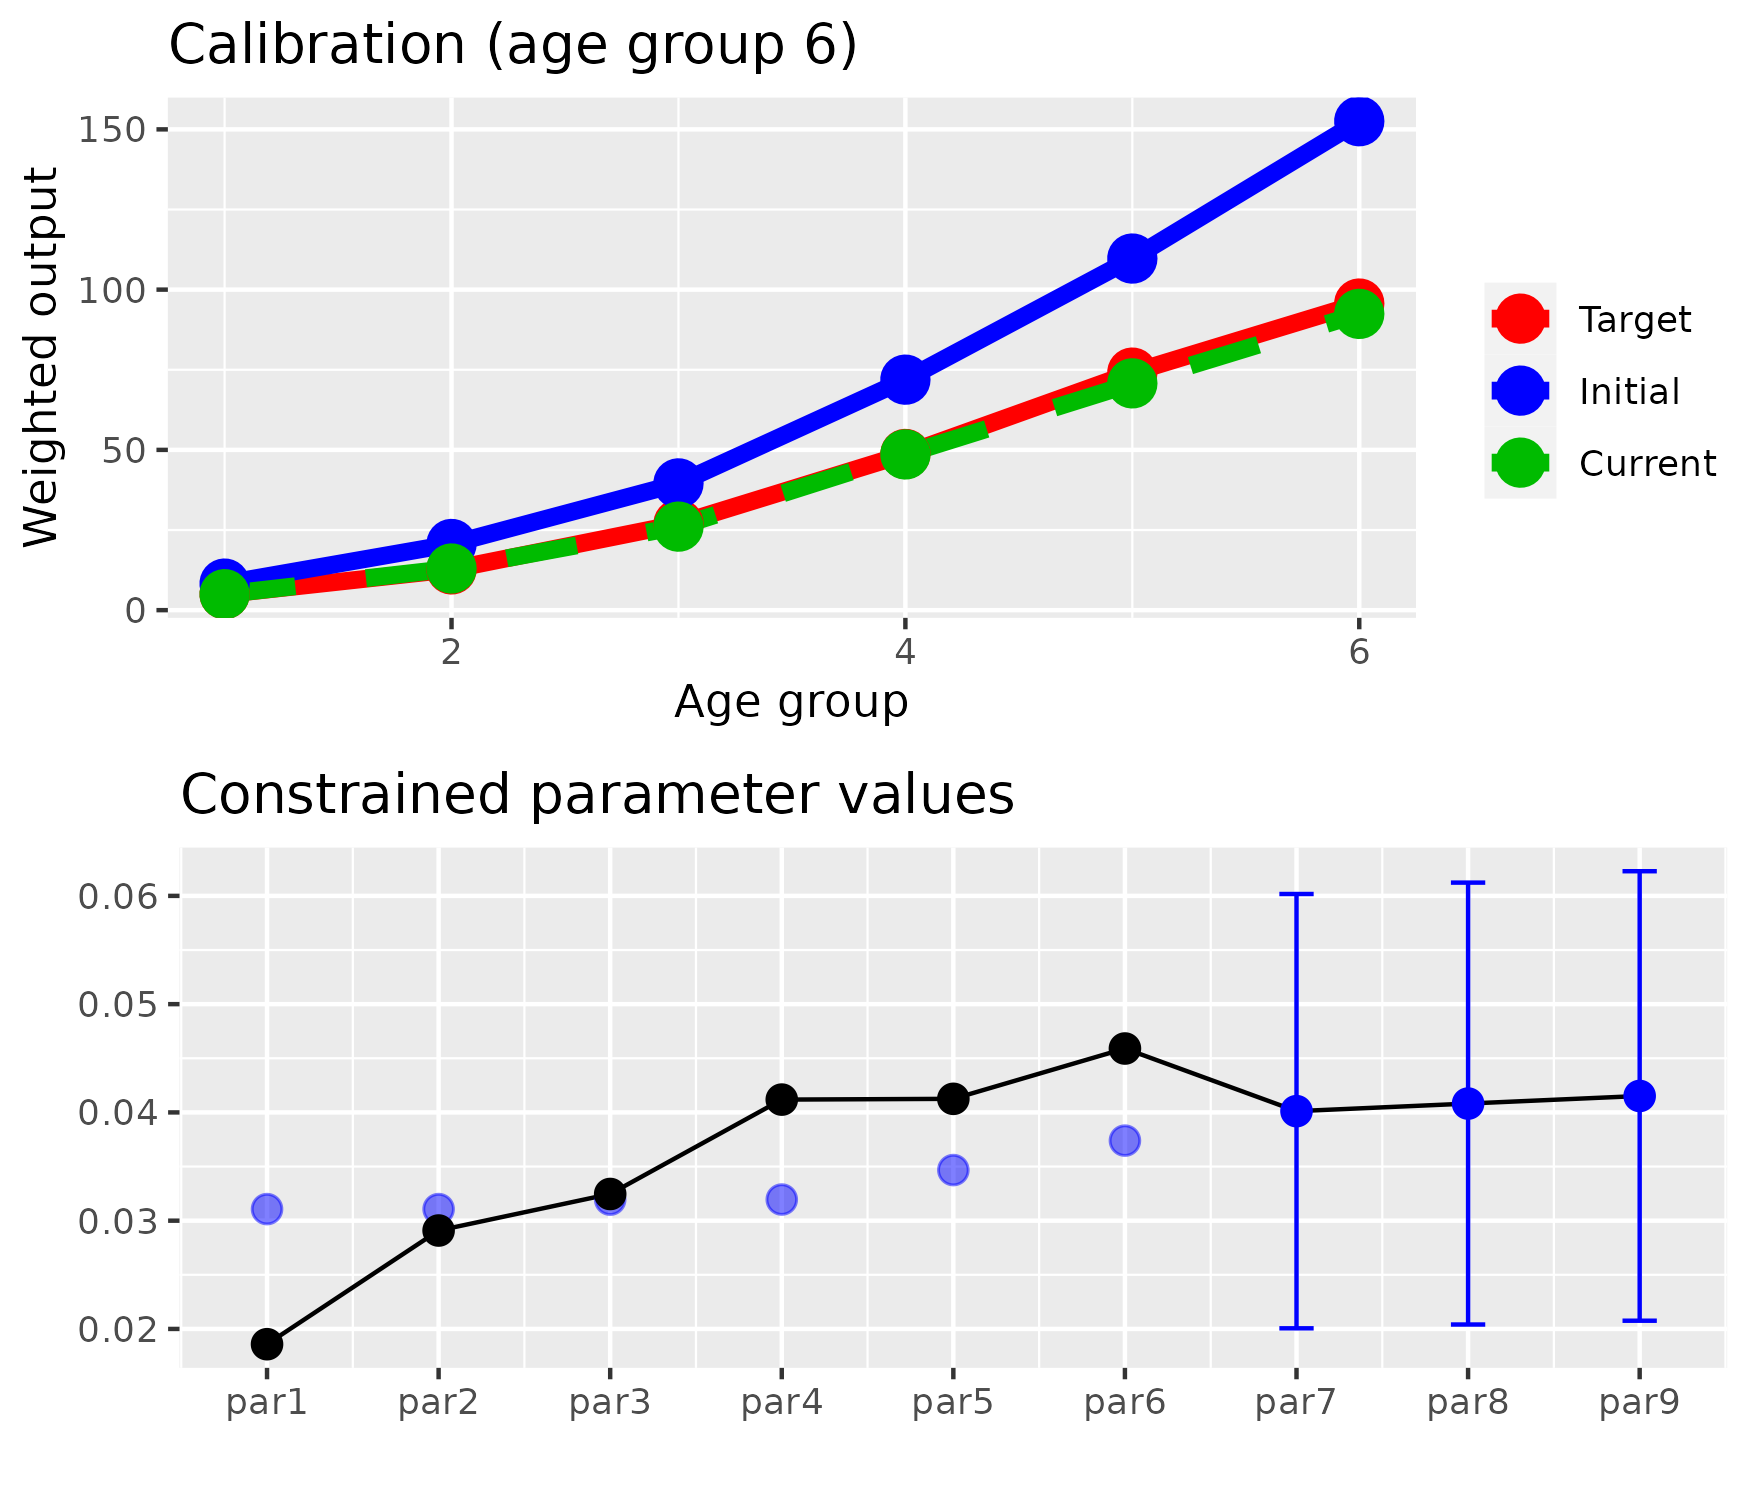 Calibration (age group 6)
Weighted output
150
100
50
0
2 4 6
Age group
Target
Initial
Current
Constrained parameter values
0.06
0.05
0.04
0.03
0.02
par1 par2 par3 par4 par5 par6 par7 par8 par9